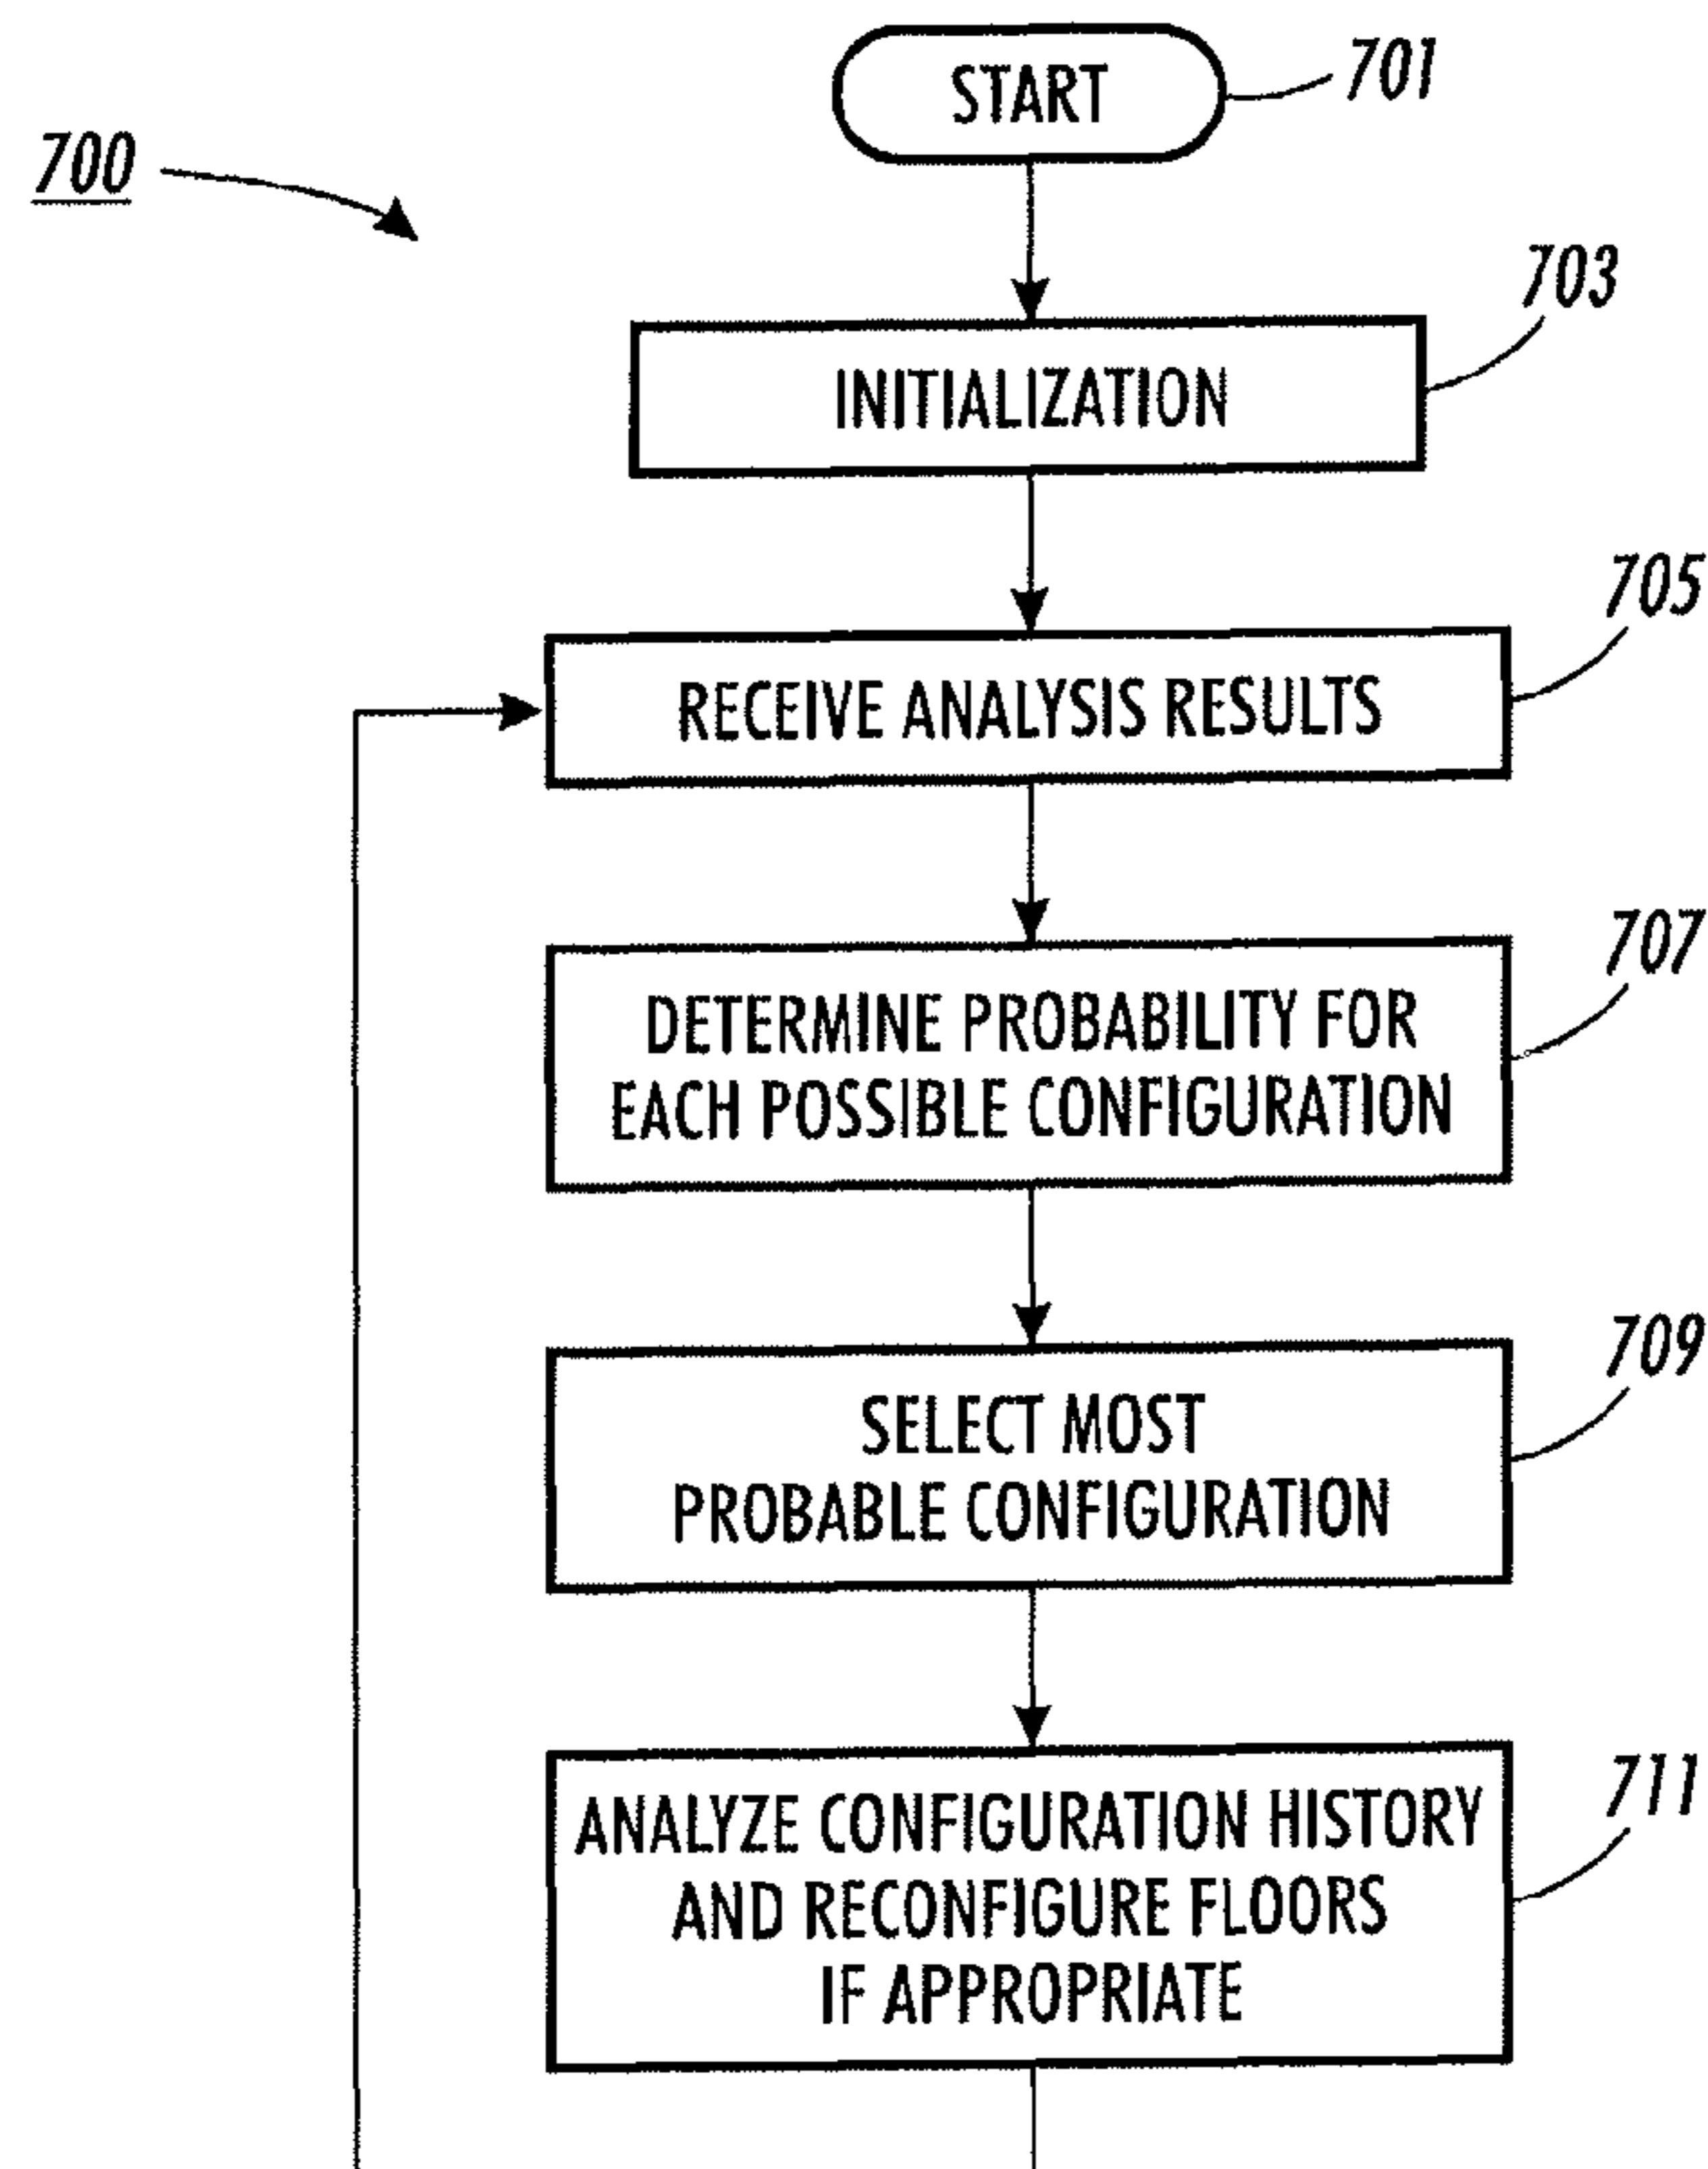 START
701
700
703
INITIALIZATION
705
RECEIVE ANALYSIS RESULTS
707
DETERMINE PROBABILITY FOR
EACH POSSIBLE CONFIGURATION
709
SELECT MOST
PROBABLE CONFIGURATION
711
ANALYZE CONFIGURATION HISTORY
AND RECONFIGURE FLOORS
IF APPROPRIATE